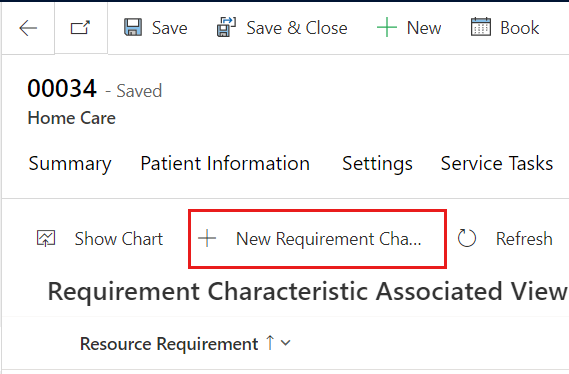 Save Save & Close New Book
00034 - Saved
Home Care
Summary Patient Information Settings Service Tasks
Show Chart New Requirement Cha... Refresh
Requirement Characteristic Associated View
Resource Requirement